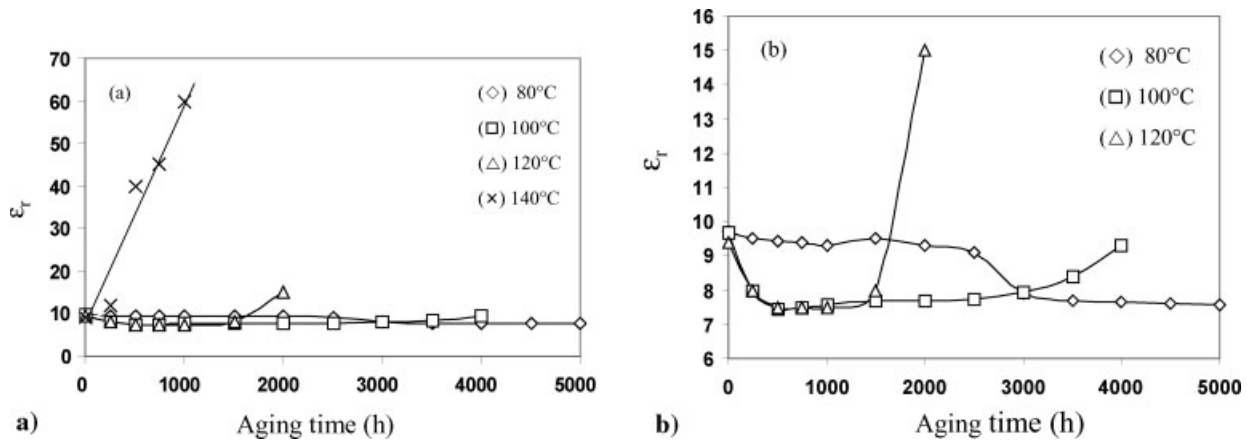 (a)
70
60
50
40
30
20
10
0
εr
0 1000 2000 3000 4000 5000
Aging time (h)
(◇) 80°C
(□) 100°C
(△) 120°C
(×) 140°C
a)
(b)
16
15
14
13
12
11
10
9
8
7
6
εr
0 1000 2000 3000 4000 5000
Aging time (h)
(◇) 80°C
(□) 100°C
(△) 120°C
b)